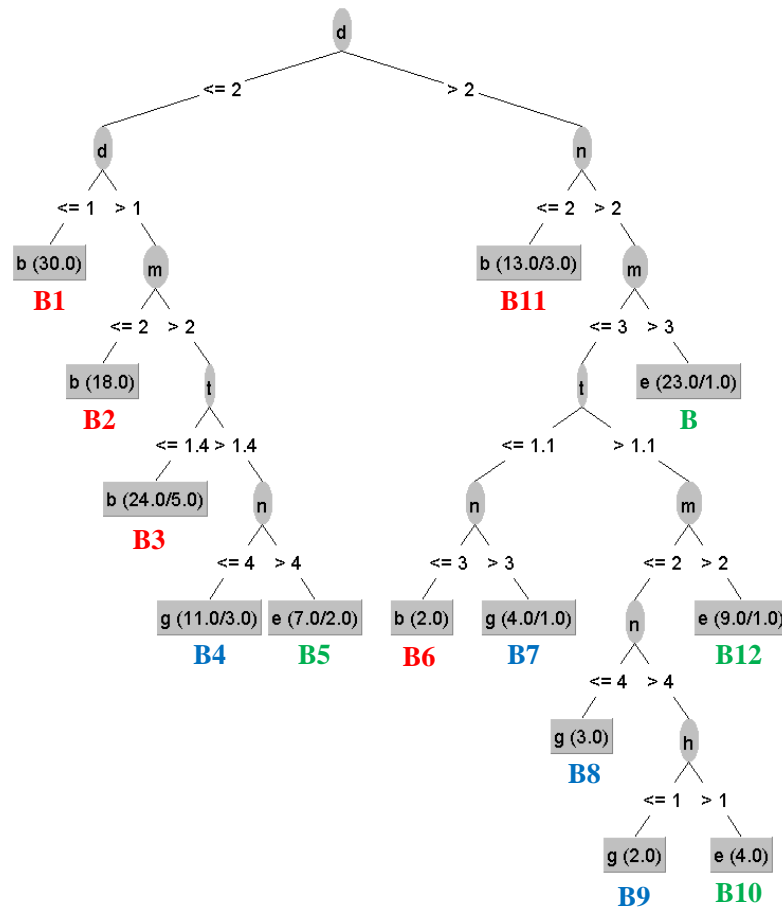 d
<= 2 > 2
d n
<= 1 > 1 <= 2 > 2
b (30.0) m b (13.0/3.0) m
B1 B11
<= 2 > 2 <= 3 > 3
b (18.0) t t e (23.0/1.0)
B2 B
<= 1.4 > 1.4 <= 1.1 > 1.1
b (24.0/5.0) n n m
B3
<= 4 > 4 <= 3 > 3 <= 2 > 2
g (11.0/3.0) e (7.0/2.0) b (2.0) g (4.0/1.0) n e (9.0/1.0)
B4 B5 B6 B7 B12
<= 4 > 4
g (3.0) h
B8
<= 1 > 1
g (2.0) e (4.0)
B9 B10